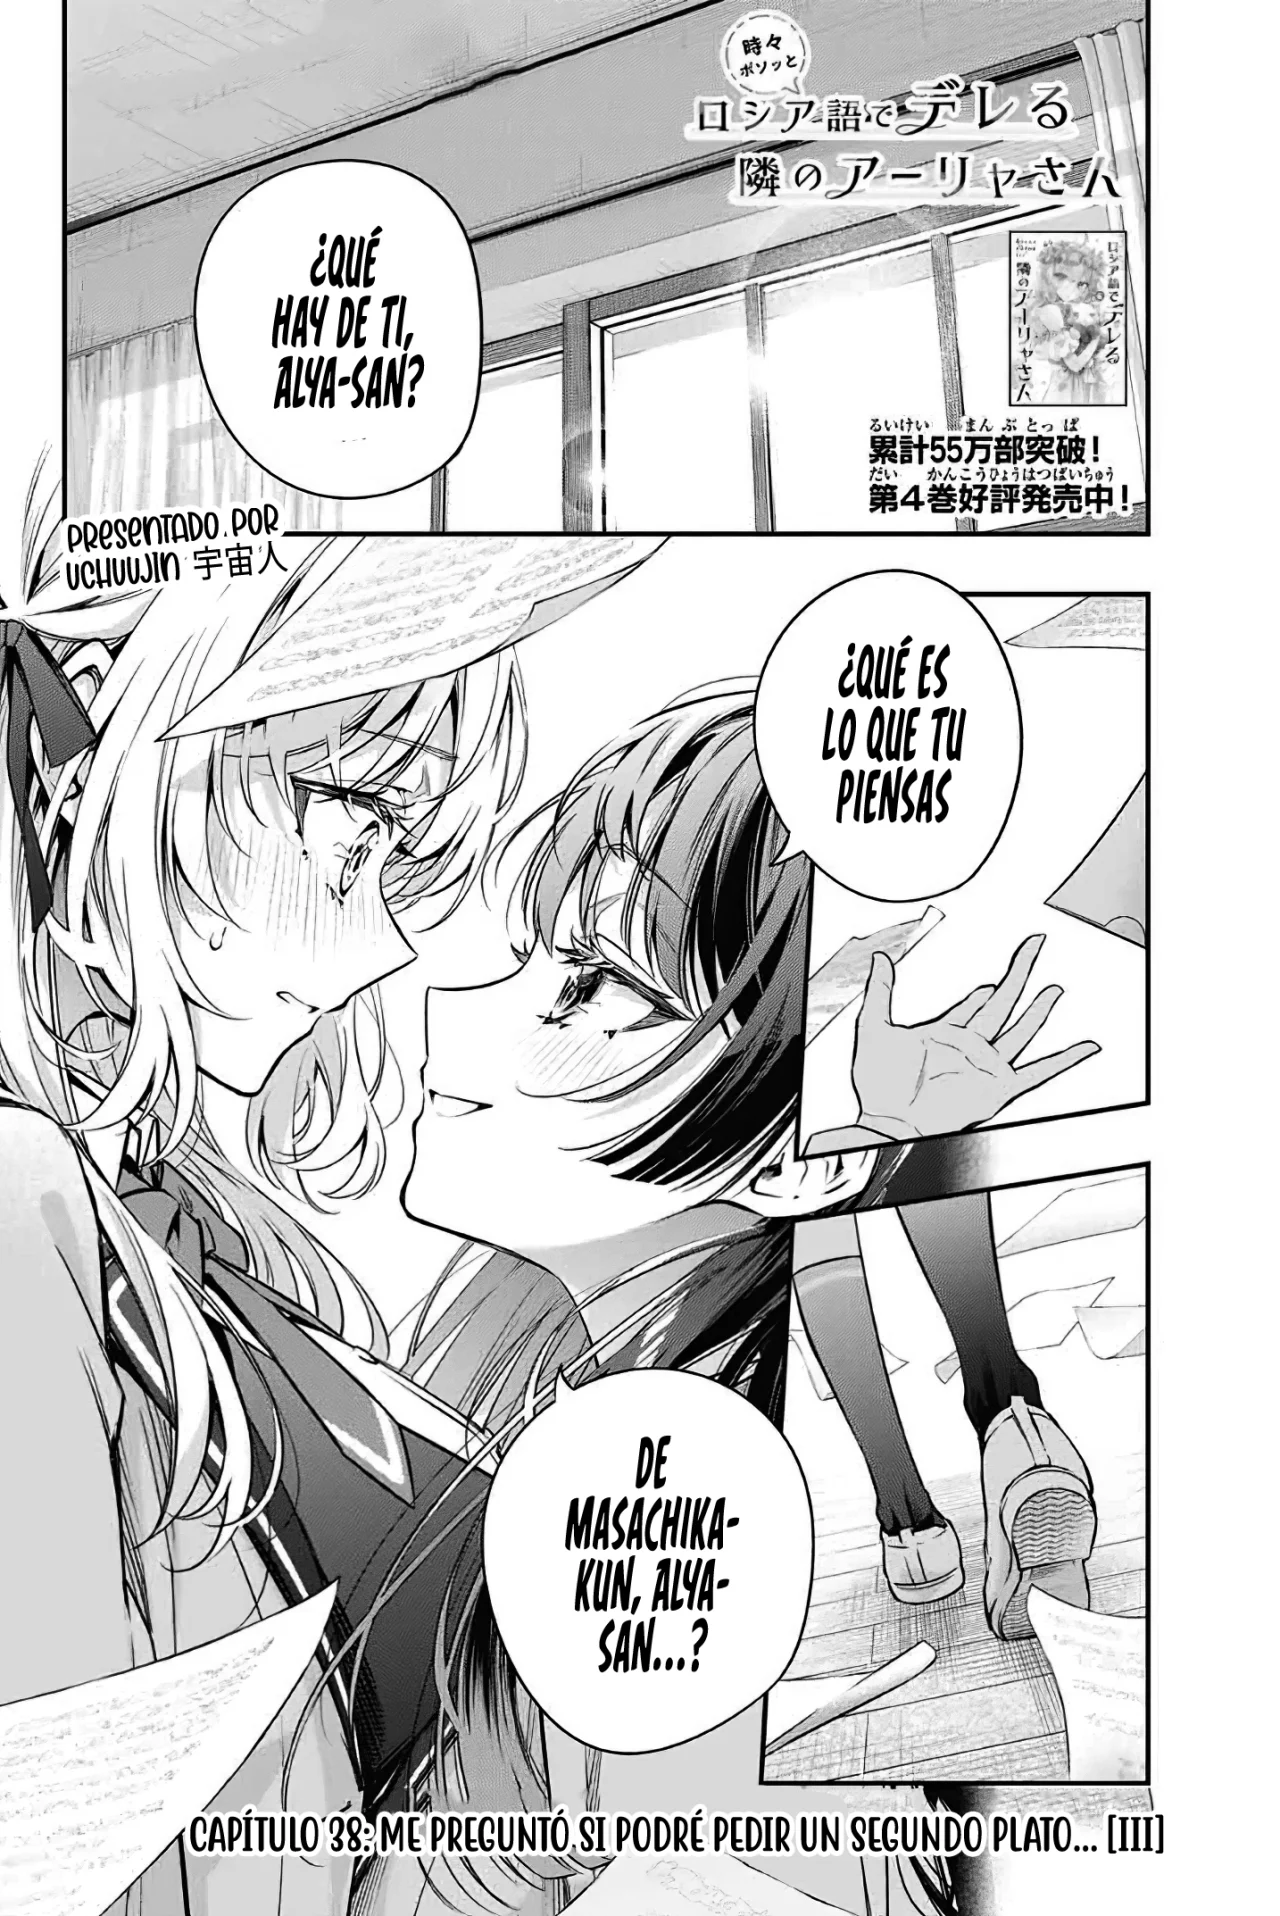 時々
ボソッと
ロシア語でデレる
隣のアーリャさん
¿QUÉ
HAY DE TI,
ALYA-SAN?
ロシア語でデレる
隣のアーリャさん
るいけい まんぶとっぱ
累計55万部突破!
だい かんこうひょうはつばいちゅう
第4巻好評発売中!
PRESENTADO POR
UCHUUJIN 宇宙人
¿QUÉ ES
LO QUE TU
PIENSAS
DE
MASACHIKA-
KUN, ALYA-
SAN...?
CAPÍTULO 38: ME PREGUNTÓ SI PODRÉ PEDIR UN SEGUNDO PLATO... [III]